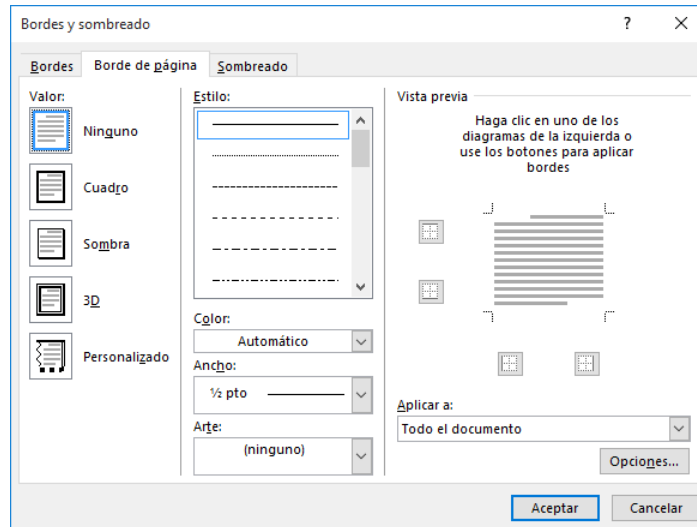 Bordes y sombreado
?
Bordes
Borde de página
Sombreado
Valor:
Ninguno
Cuadro
Sombra
3D
Personalizado
Estilo:
Color:
Automático
Ancho:
½ pto
Arte:
(ninguno)
Vista previa
Haga clic en uno de los
diagramas de la izquierda o
use los botones para aplicar
bordes
Aplicar a:
Todo el documento
Opciones...
Aceptar
Cancelar